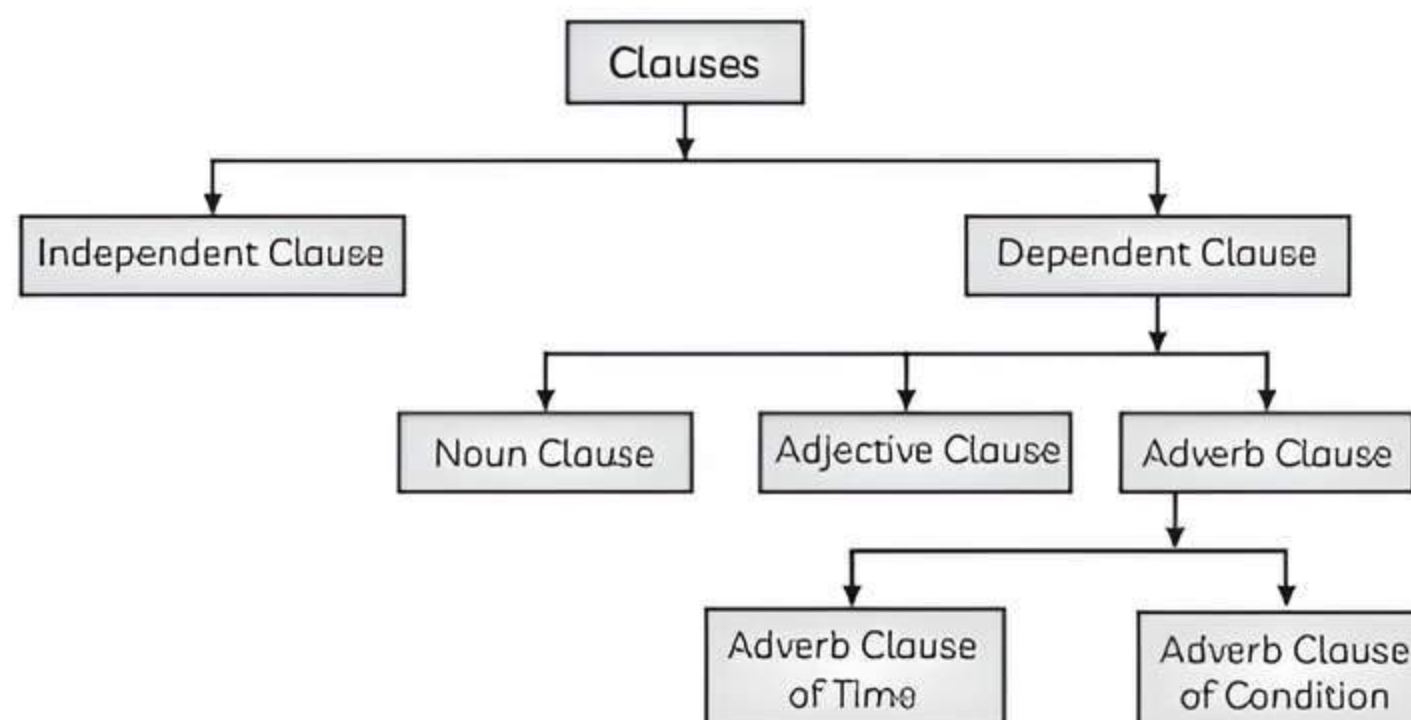 Clauses
Independent Clause
Dependent Clause
Noun Clause
Adjective Clause
Adverb Clause
Adverb Clause
of Time
Adverb Clause
of Condition